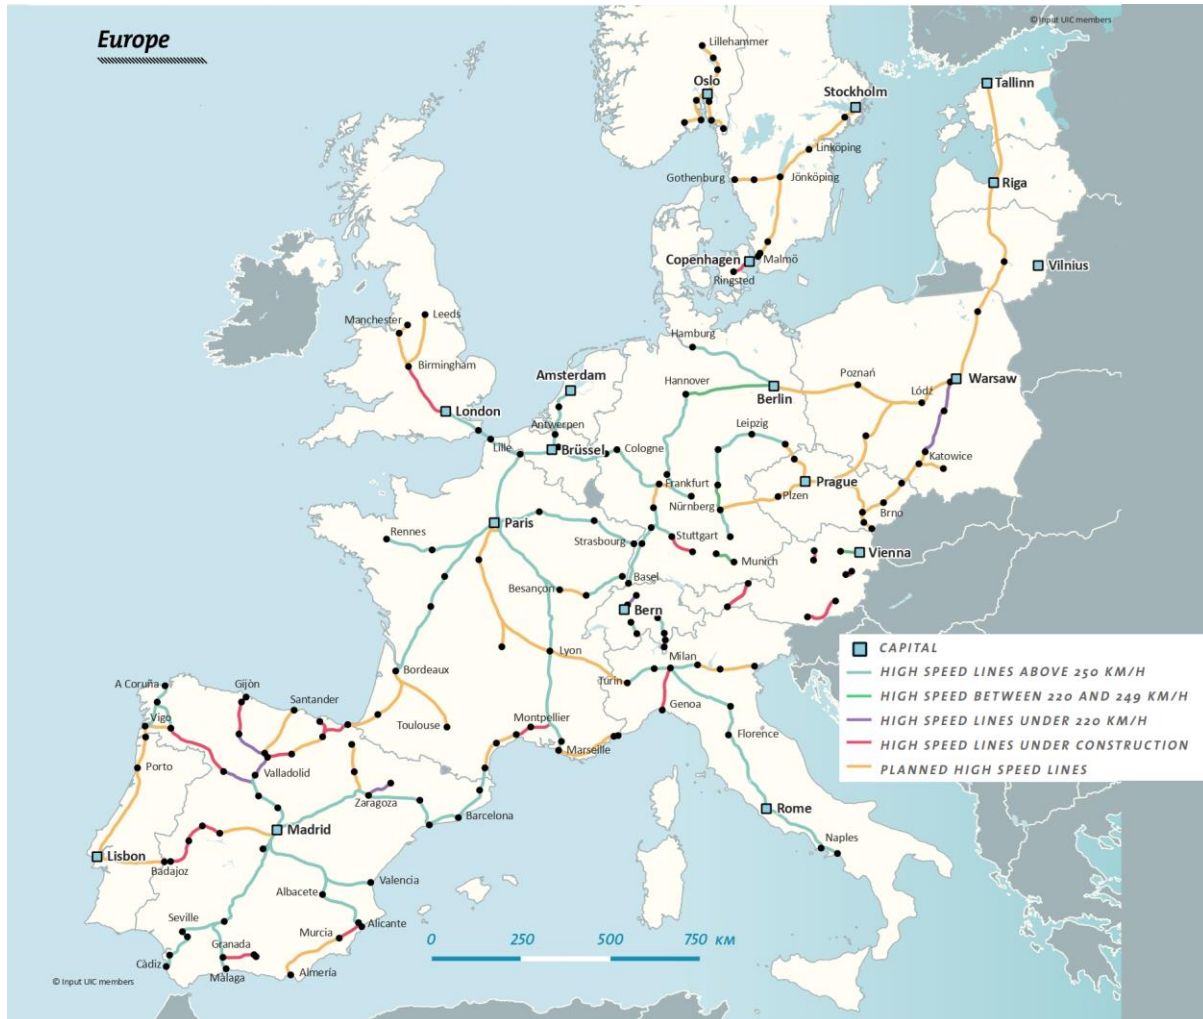 Europe
© Input UIC members
Lillehammer
Oslo
Stockholm
Tallinn
Linköping
Gothenburg
Jönköping
Riga
Copenhagen
Malmö
Ringsted
Vilnius
Manchester
Leeds
Hamburg
Birmingham
Amsterdam
Hannover
Poznań
Berlin
Warsaw
Lódź
London
Antwerpen
Leipzig
Lille
Brüssel
Cologne
Katowice
Frankfurt
Prague
Plzen
Nürnberg
Brno
Paris
Rennes
Strasbourg
Stuttgart
Vienna
Munich
Besançon
Basel
Bern
Lyon
Milan
Turin
Bordeaux
A Coruña
Gijòn
Santander
Genoa
Vigo
Toulouse
Montpellier
Florence
Marseille
Porto
Valladolid
Zaragoza
Barcelona
Rome
Madrid
Naples
Lisbon
Badajoz
Valencia
Albacete
Seville
Alicante
Murcia
Granada
Càdiz
Màlaga
Almería
CAPITAL
HIGH SPEED LINES ABOVE 250 KM/H
HIGH SPEED BETWEEN 220 AND 249 KM/H
HIGH SPEED LINES UNDER 220 KM/H
HIGH SPEED LINES UNDER CONSTRUCTION
PLANNED HIGH SPEED LINES
0 250 500 750 KM
© Input UIC members